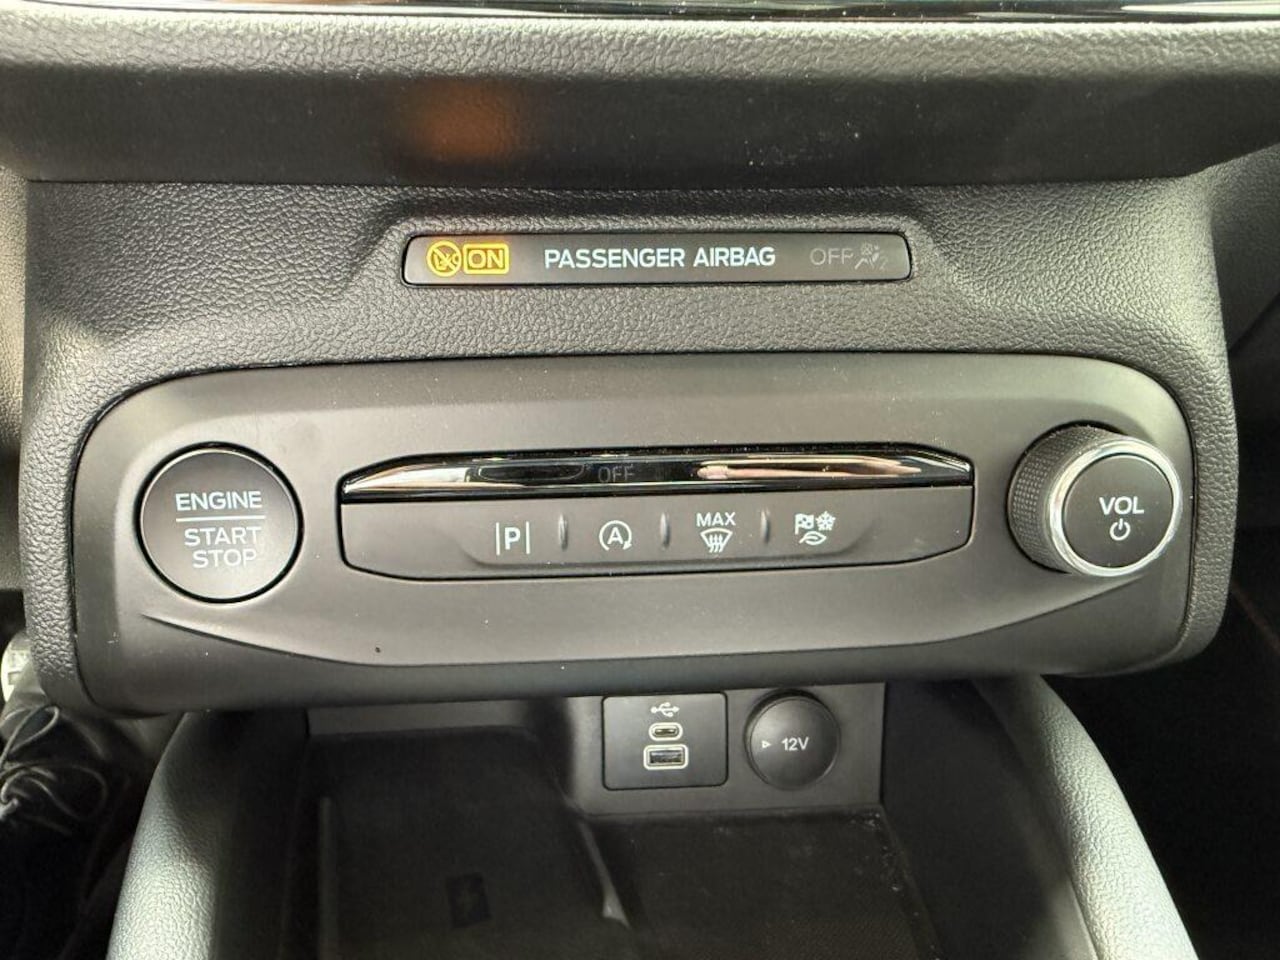 ON PASSENGER AIRBAG OFF
OFF
ENGINE
START
STOP
P
A
MAX
VOL
12V